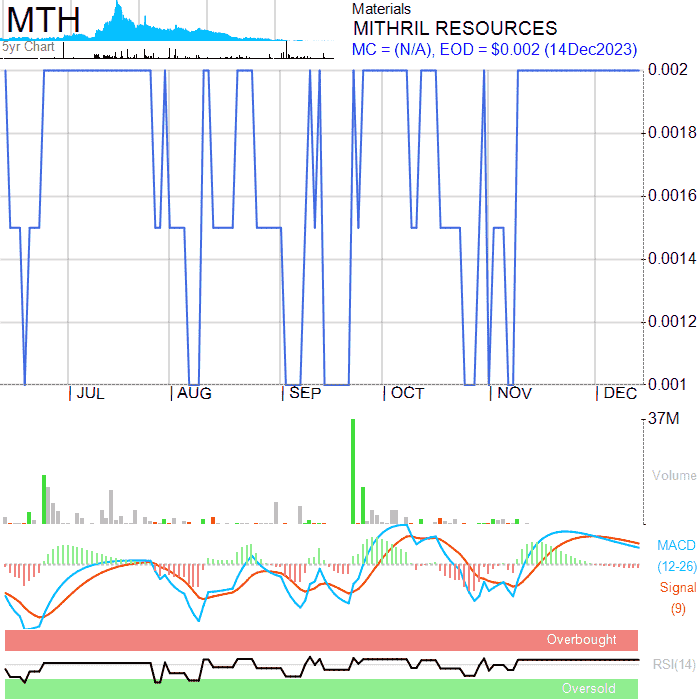 MTH
5yr Chart
Materials
MITHRIL RESOURCES
MC = (N/A), EOD = $0.002 (14Dec2023)
0.002
0.0018
0.0016
0.0014
0.0012
0.001
JUL
AUG
SEP
OCT
NOV
DEC
37M
Volume
MACD
(12-26)
Signal
(9)
Overbought
RSI(14)
Oversold